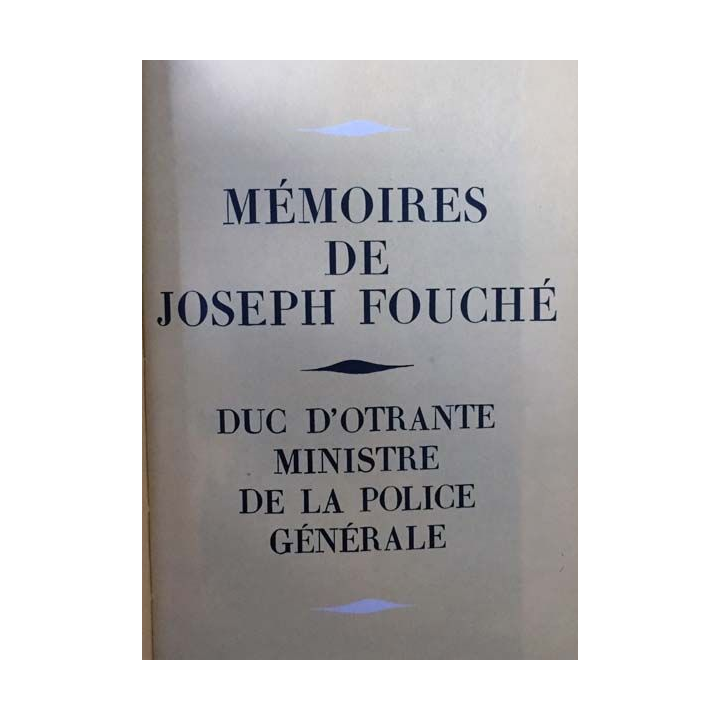 MÉMOIRES
DE
JOSEPH FOUCHÉ
DUC D'OTRANTE
MINISTRE
DE LA POLICE
GÉNÉRALE